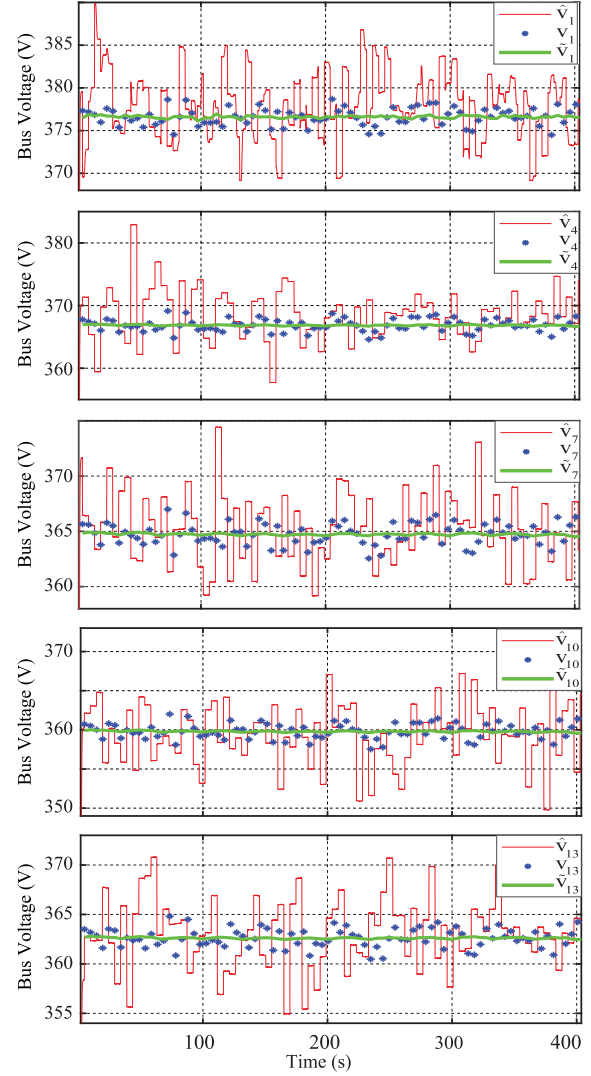 Bus Voltage (V)
385
380
375
370
v̂₁
v₁
ṽ₁
Bus Voltage (V)
380
370
360
v̂₄
v₄
ṽ₄
Bus Voltage (V)
370
365
360
v̂₇
v₇
ṽ₇
Bus Voltage (V)
370
360
350
v̂₁₀
v₁₀
ṽ₁₀
Bus Voltage (V)
370
365
360
355
v̂₁₃
v₁₃
ṽ₁₃
100 200 300 400
Time (s)